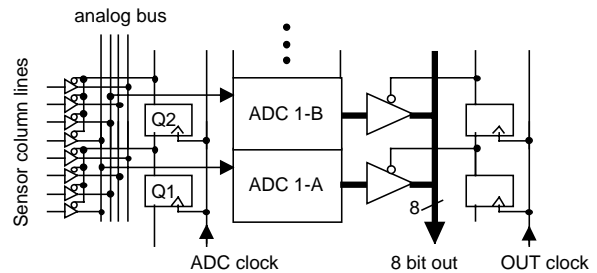 analog bus
Sensor column lines
Q2
ADC 1-B
Q1
ADC 1-A
8
ADC clock
8 bit out
OUT clock